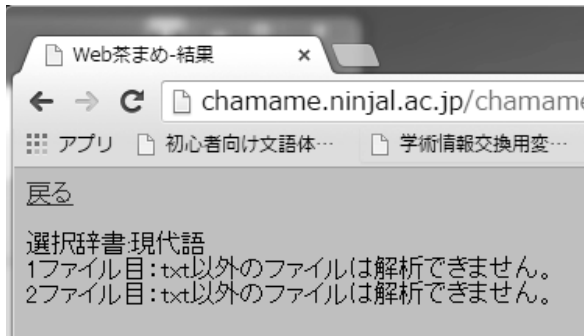 Web茶まめ-結果
chamame.ninjal.ac.jp/chamame
アプリ 初心者向け文語体… 学術情報交換用変…
戻る
選択辞書:現代語
1ファイル目:txt以外のファイルは解析できません。
2ファイル目:txt以外のファイルは解析できません。